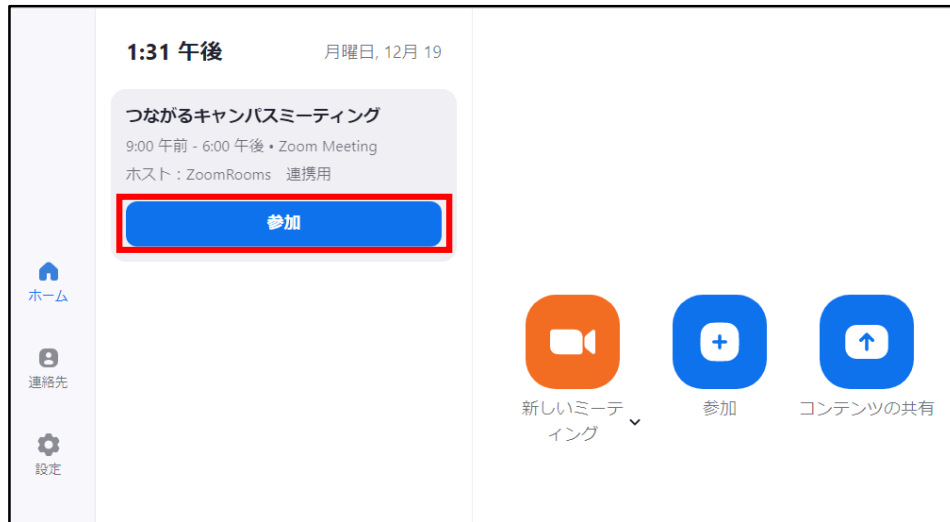 1:31 午後 月曜日, 12月 19
つながるキャンパスミーティング
9:00 午前 - 6:00 午後 • Zoom Meeting
ホスト：ZoomRooms　連携用
参加
ホーム
連絡先
設定
新しいミーテ
ィング
参加
コンテンツの共有